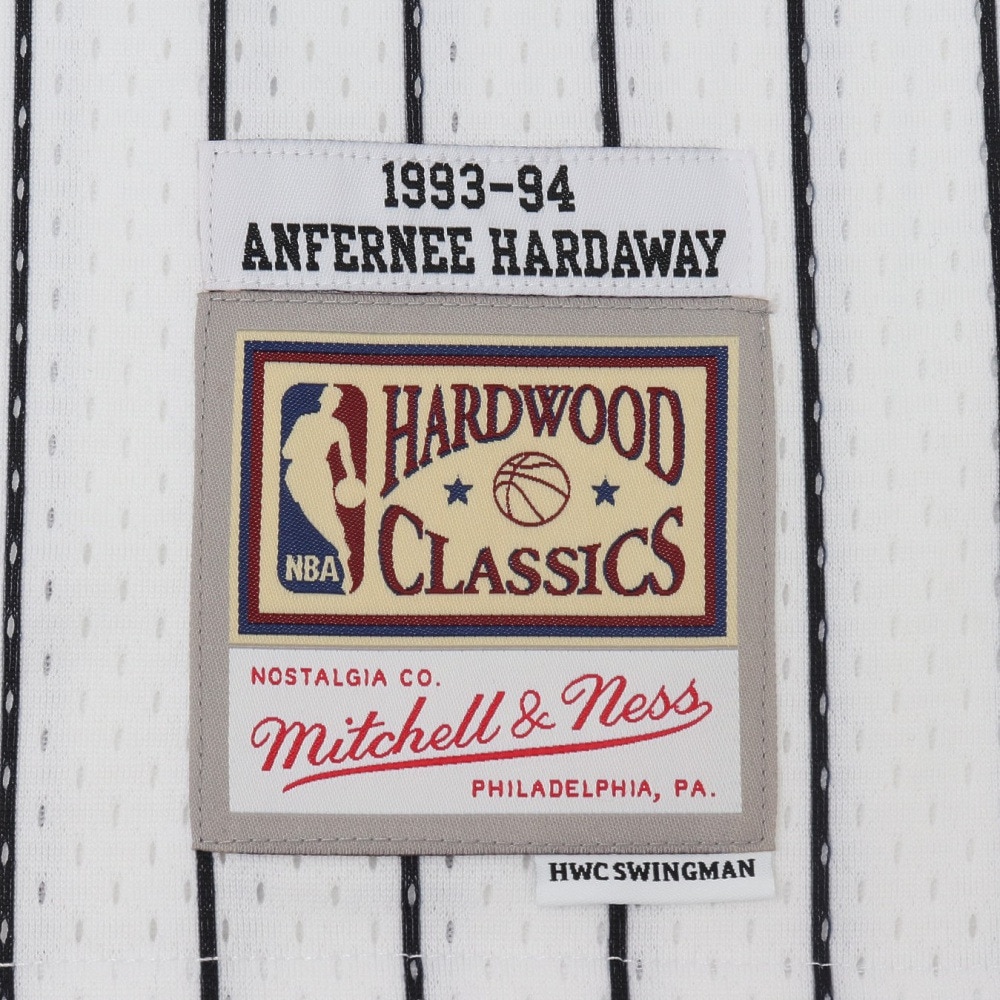 1993-94
ANFERNEE HARDAWAY
HARDWOOD
CLASSICS
NBA
NOSTALGIA CO.
Mitchell & Ness
PHILADELPHIA, PA.
HWC SWINGMAN